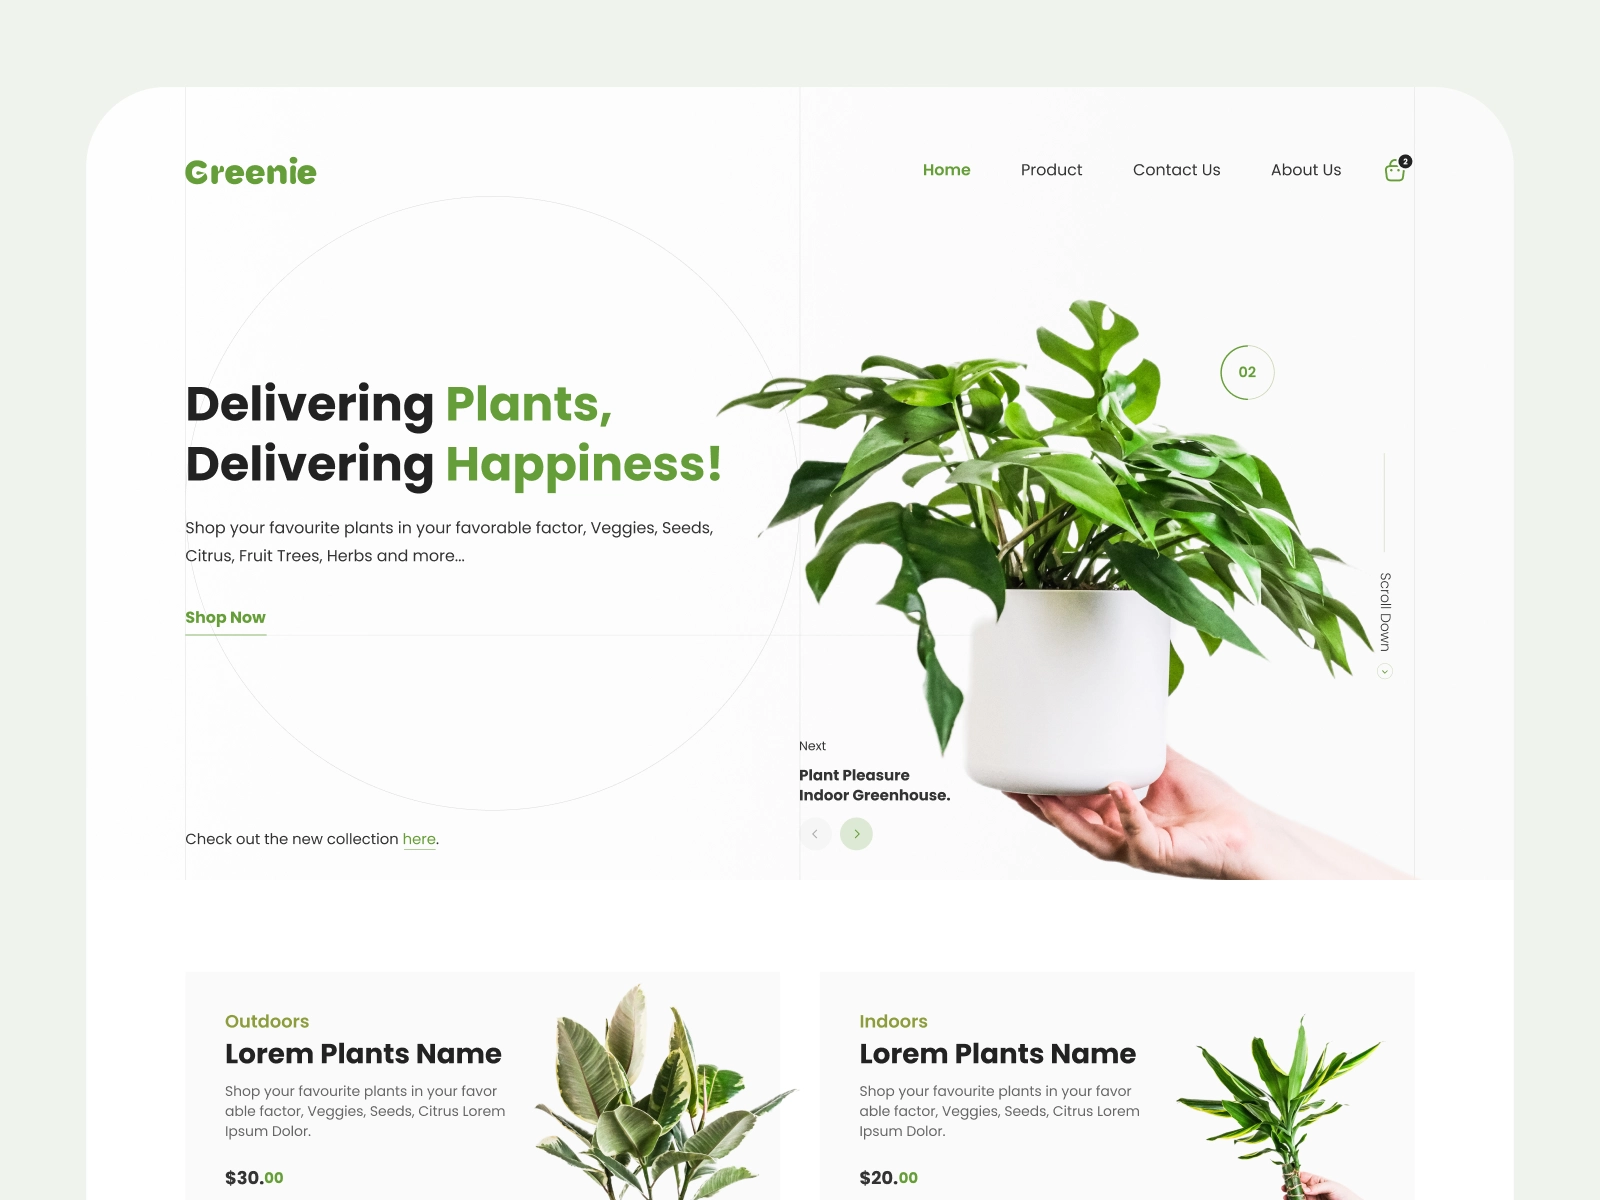 Greenie
Home
Product
Contact Us
About Us
2
Delivering Plants,
Delivering Happiness!
02
Shop your favourite plants in your favorable factor, Veggies, Seeds,
Citrus, Fruit Trees, Herbs and more...
Shop Now
Scroll Down
Next
Plant Pleasure
Indoor Greenhouse.
Check out the new collection here.
Outdoors
Lorem Plants Name
Shop your favourite plants in your favor
able factor, Veggies, Seeds, Citrus Lorem
Ipsum Dolor.
$30.00
Indoors
Lorem Plants Name
Shop your favourite plants in your favor
able factor, Veggies, Seeds, Citrus Lorem
Ipsum Dolor.
$20.00